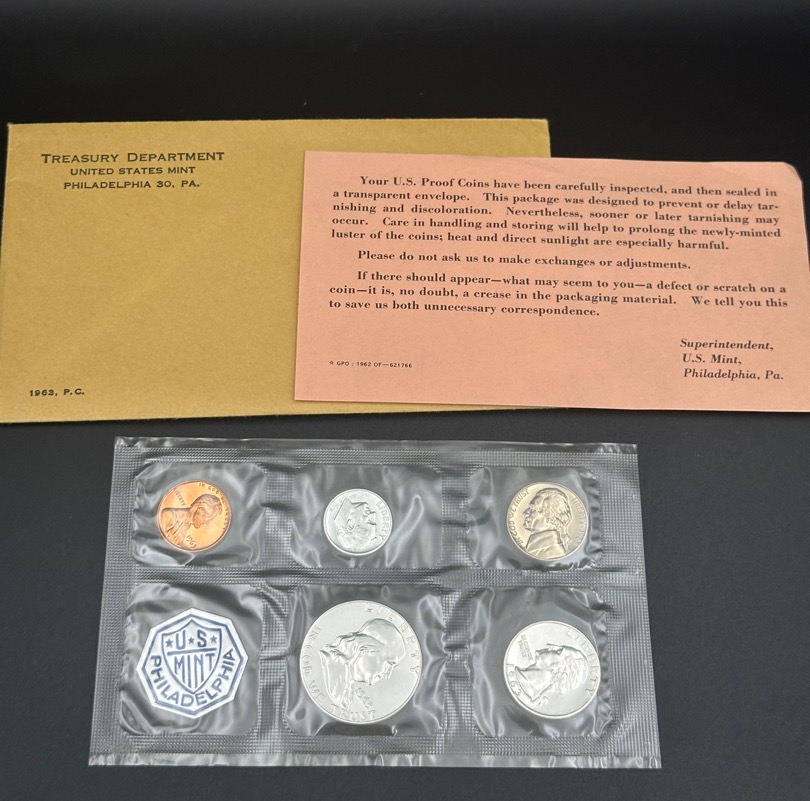 TREASURY DEPARTMENT
UNITED STATES MINT
PHILADELPHIA 30, PA.
1963, P.C.
Your U.S. Proof Coins have been carefully inspected, and then sealed in
a transparent envelope. This package was designed to prevent or delay tar-
nishing and discoloration. Nevertheless, sooner or later tarnishing may
occur. Care in handling and storing will help to prolong the newly-minted
luster of the coins; heat and direct sunlight are especially harmful.
Please do not ask us to make exchanges or adjustments.
If there should appear—what may seem to you—a defect or scratch on a
coin—it is, no doubt, a crease in the packaging material. We tell you this
to save us both unnecessary correspondence.
Superintendent,
U.S. Mint,
Philadelphia, Pa.
☆ GPO : 1962 OF—621766
LIBERTY
U★S
MINT
PHILADELPHIA
LIBERTY
IN GOD WE
TRUST
LIBERTY